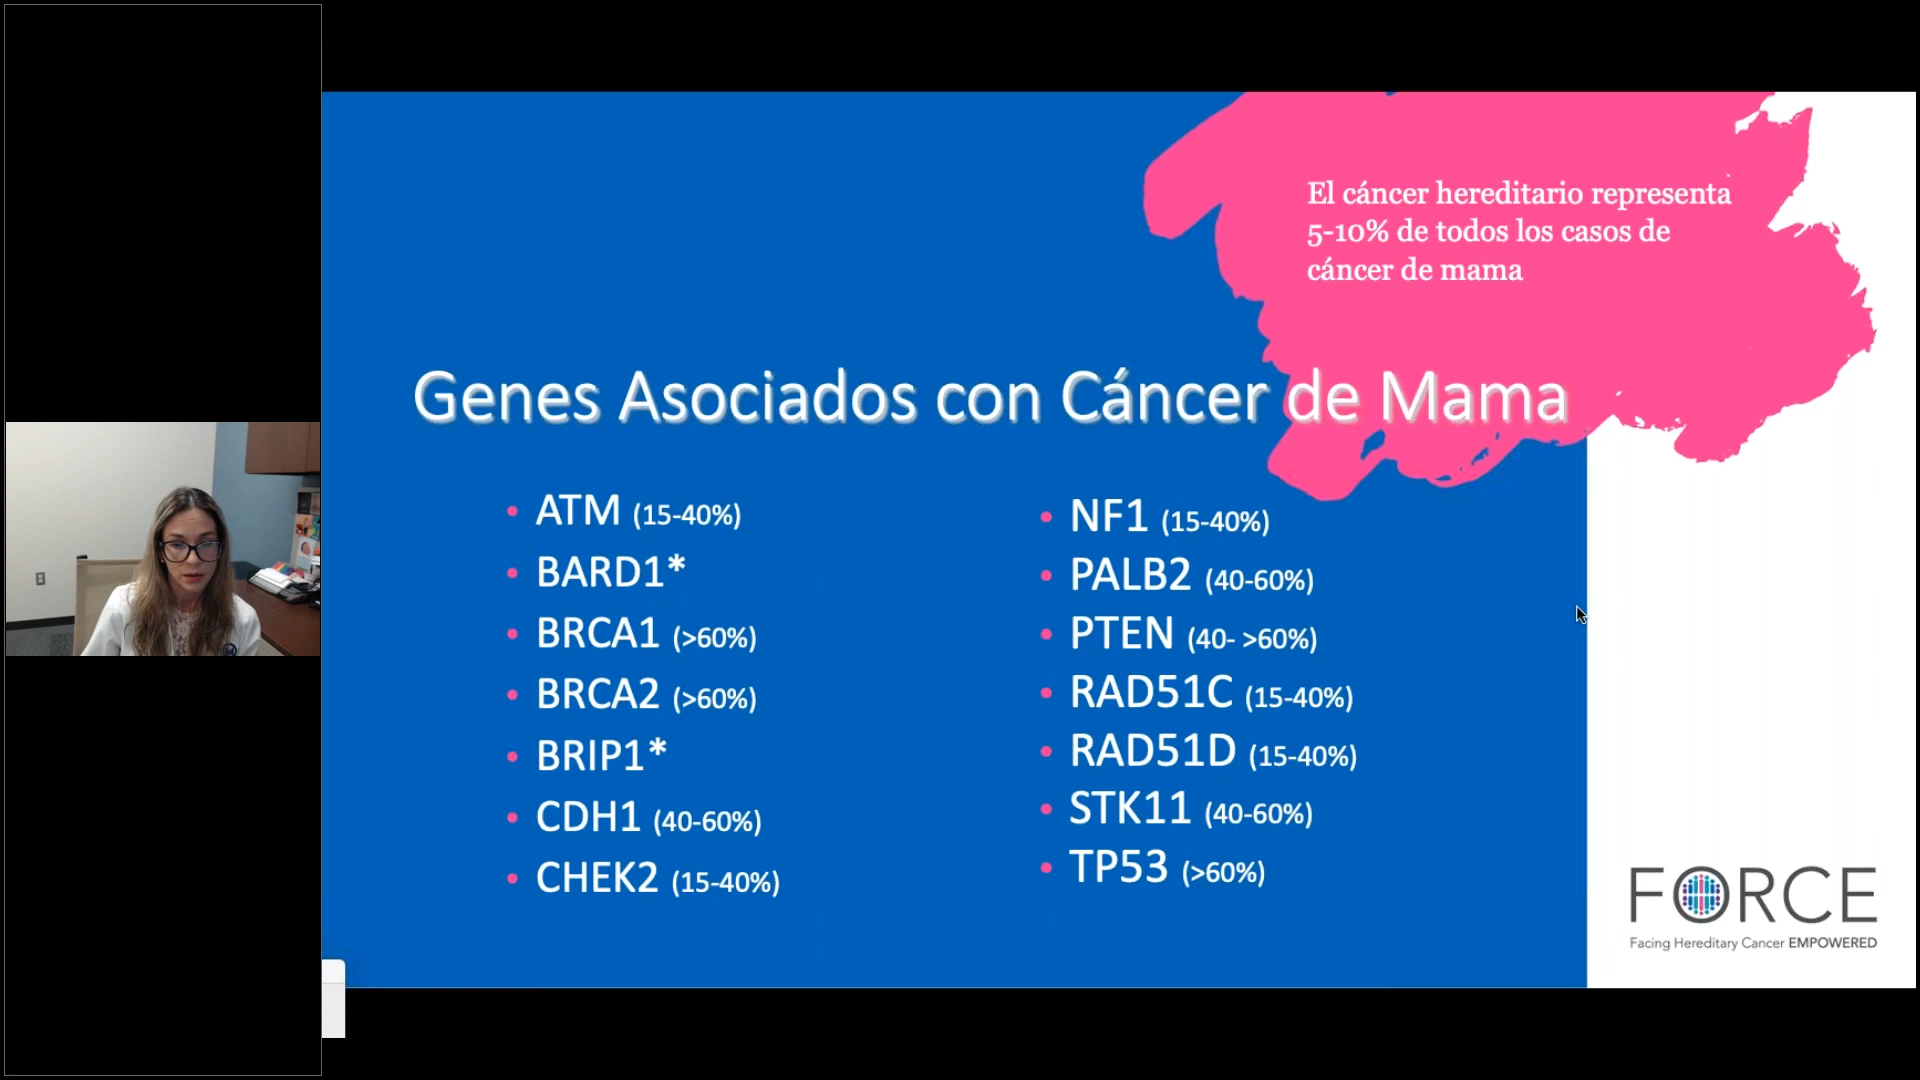 El cáncer hereditario representa
5-10% de todos los casos de
cáncer de mama
Genes Asociados con Cáncer de Mama
• ATM (15-40%)
• BARD1*
• BRCA1 (>60%)
• BRCA2 (>60%)
• BRIP1*
• CDH1 (40-60%)
• CHEK2 (15-40%)
• NF1 (15-40%)
• PALB2 (40-60%)
• PTEN (40- >60%)
• RAD51C (15-40%)
• RAD51D (15-40%)
• STK11 (40-60%)
• TP53 (>60%)
FORCE
Facing Hereditary Cancer EMPOWERED